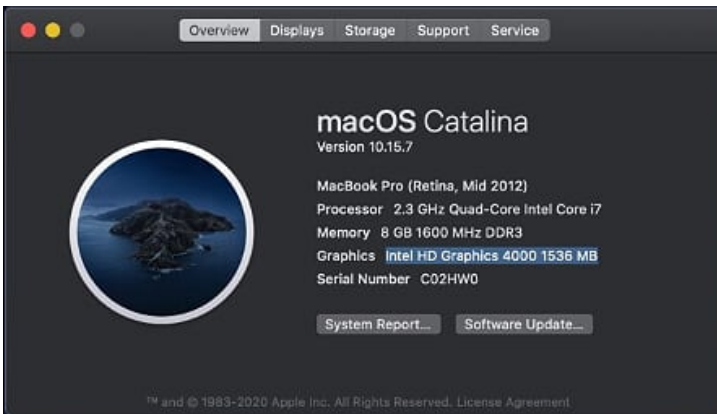 Overview Displays Storage Support Service
macOS Catalina
Version 10.15.7
MacBook Pro (Retina, Mid 2012)
Processor 2.3 GHz Quad-Core Intel Core i7
Memory 8 GB 1600 MHz DDR3
Graphics Intel HD Graphics 4000 1536 MB
Serial Number C02HW0
System Report... Software Update...
™ and © 1983-2020 Apple Inc. All Rights Reserved. License Agreement